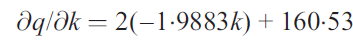 ∂q/∂k = 2(−1·9883k) + 160·53